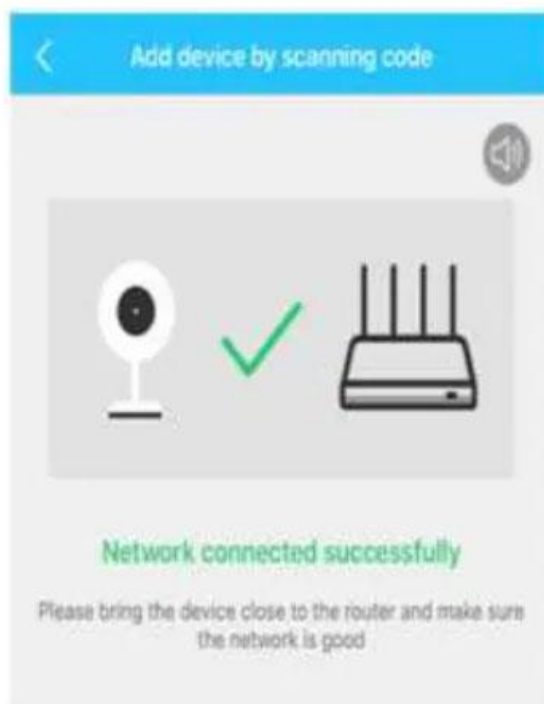 Add device by scanning code
Network connected successfully
Please bring the device close to the router and make sure
the network is good